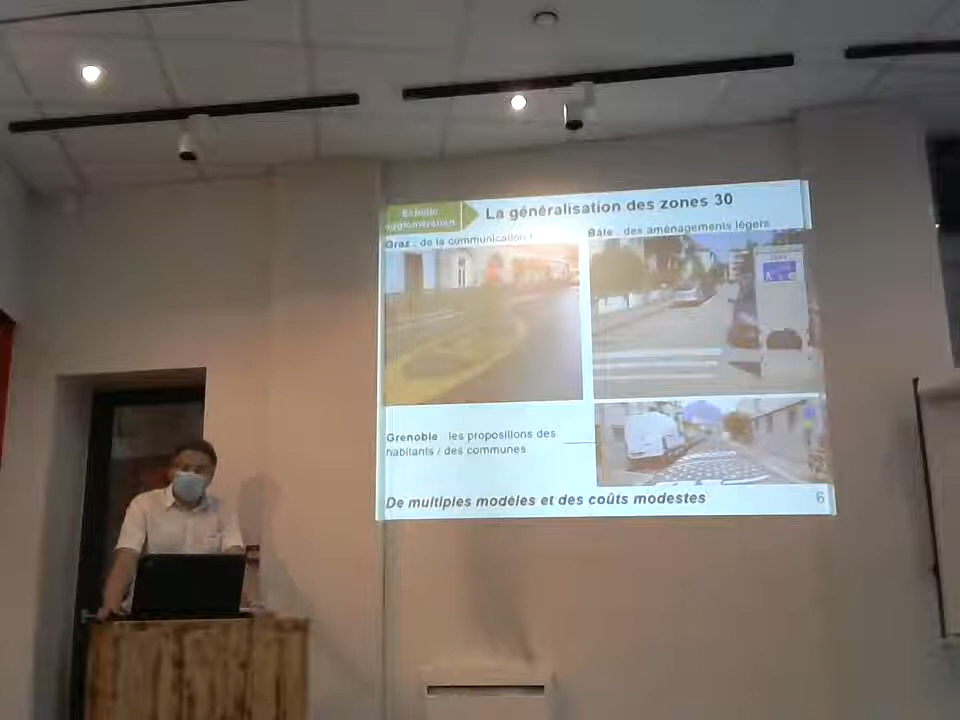 Echelle
agglomération
La généralisation des zones 30
Graz : de la communication !
Bâle : des aménagements légers
ZONE
Grenoble : les propositions des
habitants / des communes
De multiples modèles et des coûts modestes
6